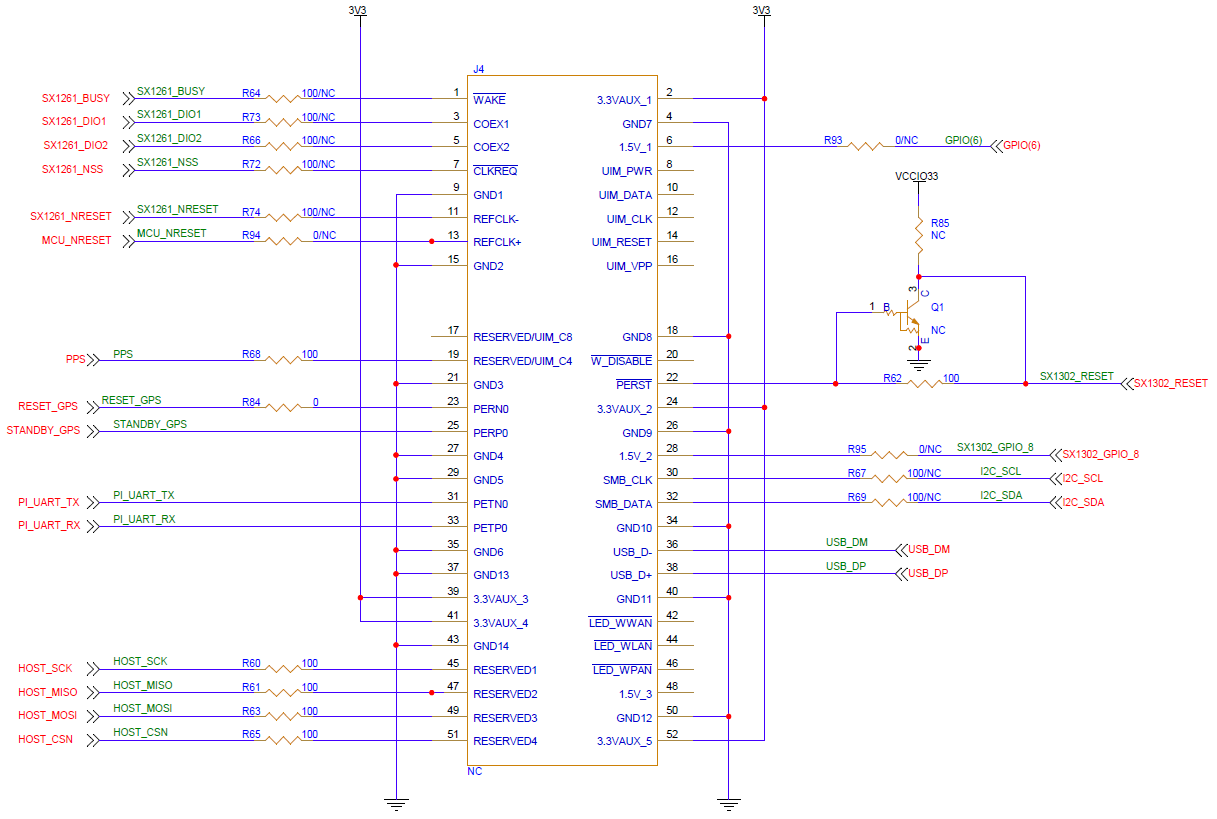 3V3
3V3
J4
SX1261_BUSY SX1261_BUSY R64 100/NC 1 WAKE 3.3VAUX_1 2
SX1261_DIO1 SX1261_DIO1 R73 100/NC 3 COEX1 GND7 4
SX1261_DIO2 SX1261_DIO2 R66 100/NC 5 COEX2 1.5V_1 6 R93 0/NC GPIO(6) GPIO(6)
SX1261_NSS SX1261_NSS R72 100/NC 7 CLKREQ UIM_PWR 8
VCCIO33
9 GND1 UIM_DATA 10
SX1261_NRESET SX1261_NRESET R74 100/NC 11 REFCLK- UIM_CLK 12
R85
NC
MCU_NRESET MCU_NRESET R94 0/NC 13 REFCLK+ UIM_RESET 14
15 GND2 UIM_VPP 16
3 C
1 B Q1
NC
2 E
17 RESERVED/UIM_C8 GND8 18
PPS PPS R68 100 19 RESERVED/UIM_C4 W_DISABLE 20
21 GND3 PERST 22 R62 100 SX1302_RESET SX1302_RESET
RESET_GPS RESET_GPS R84 0 23 PERN0 3.3VAUX_2 24
STANDBY_GPS STANDBY_GPS 25 PERP0 GND9 26
27 GND4 1.5V_2 28 R95 0/NC SX1302_GPIO_8 SX1302_GPIO_8
29 GND5 SMB_CLK 30 R67 100/NC I2C_SCL I2C_SCL
PI_UART_TX PI_UART_TX 31 PETN0 SMB_DATA 32 R69 100/NC I2C_SDA I2C_SDA
PI_UART_RX PI_UART_RX 33 PETP0 GND10 34
35 GND6 USB_D- 36 USB_DM USB_DM
37 GND13 USB_D+ 38 USB_DP USB_DP
39 3.3VAUX_3 GND11 40
41 3.3VAUX_4 LED_WWAN 42
43 GND14 LED_WLAN 44
HOST_SCK HOST_SCK R60 100 45 RESERVED1 LED_WPAN 46
HOST_MISO HOST_MISO R61 100 47 RESERVED2 1.5V_3 48
HOST_MOSI HOST_MOSI R63 100 49 RESERVED3 GND12 50
HOST_CSN HOST_CSN R65 100 51 RESERVED4 3.3VAUX_5 52
NC